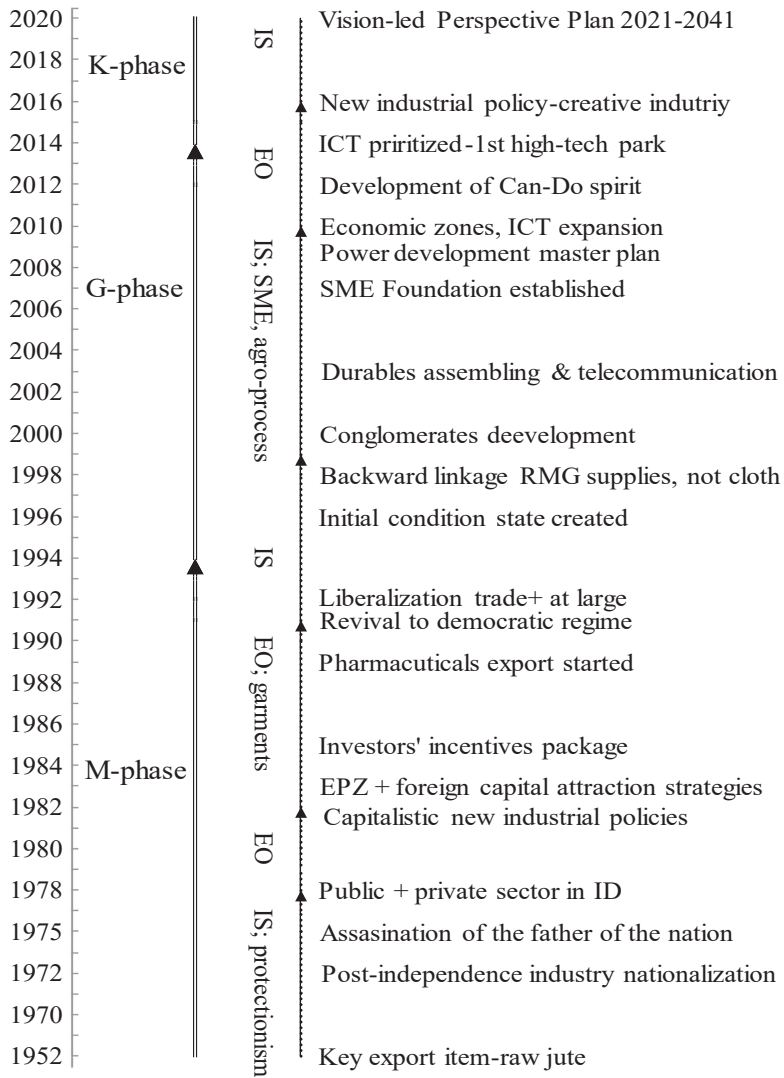 2020
2018
2016
2014
2012
2010
2008
2006
2004
2002
2000
1998
1996
1994
1992
1990
1988
1986
1984
1982
1980
1978
1975
1972
1970
1952
K-phase
G-phase
M-phase
IS
EO
IS; SME, agro-process
IS
EO; garments
EO
IS; protectionism
Vision-led Perspective Plan 2021-2041
New industrial policy-creative indutriy
ICT priritized-1st high-tech park
Development of Can-Do spirit
Economic zones, ICT expansion
Power development master plan
SME Foundation established
Durables assembling & telecommunication
Conglomerates deevelopment
Backward linkage RMG supplies, not cloth
Initial condition state created
Liberalization trade+ at large
Revival to democratic regime
Pharmacuticals export started
Investors' incentives package
EPZ + foreign capital attraction strategies
Capitalistic new industrial policies
Public + private sector in ID
Assasination of the father of the nation
Post-independence industry nationalization
Key export item-raw jute